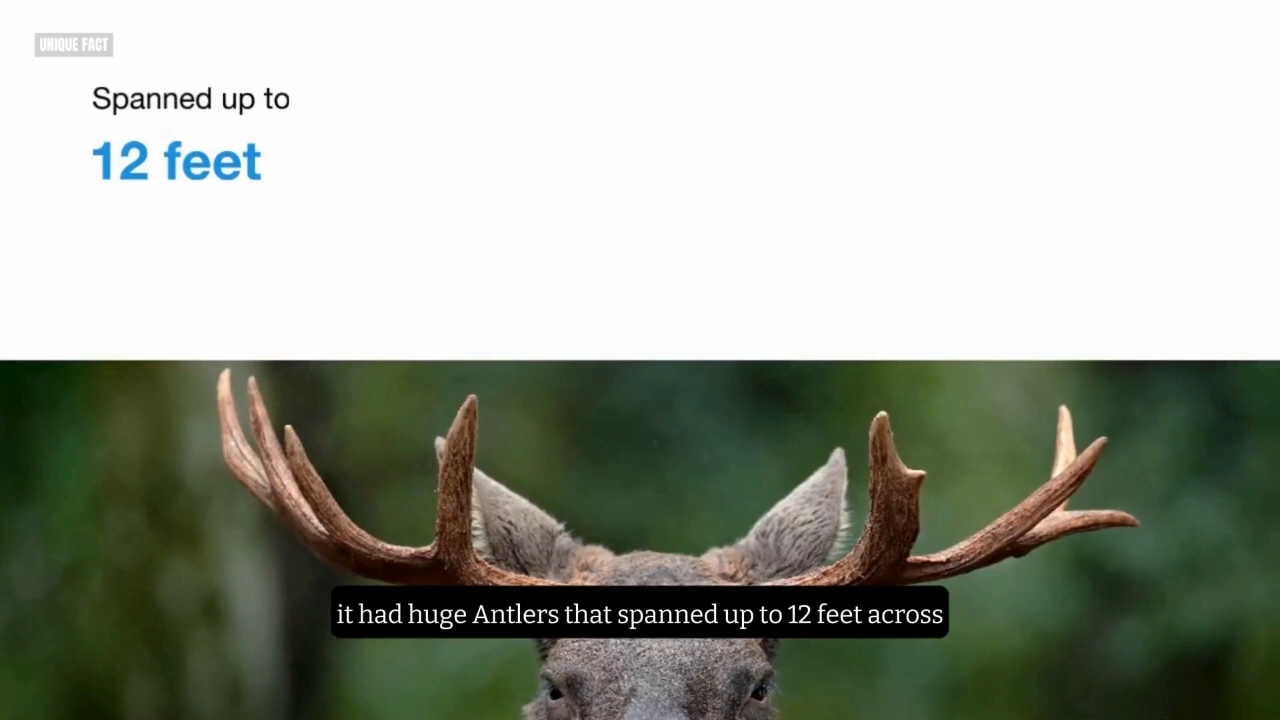 UNIQUE FACT
Spanned up to
12 feet
it had huge Antlers that spanned up to 12 feet across